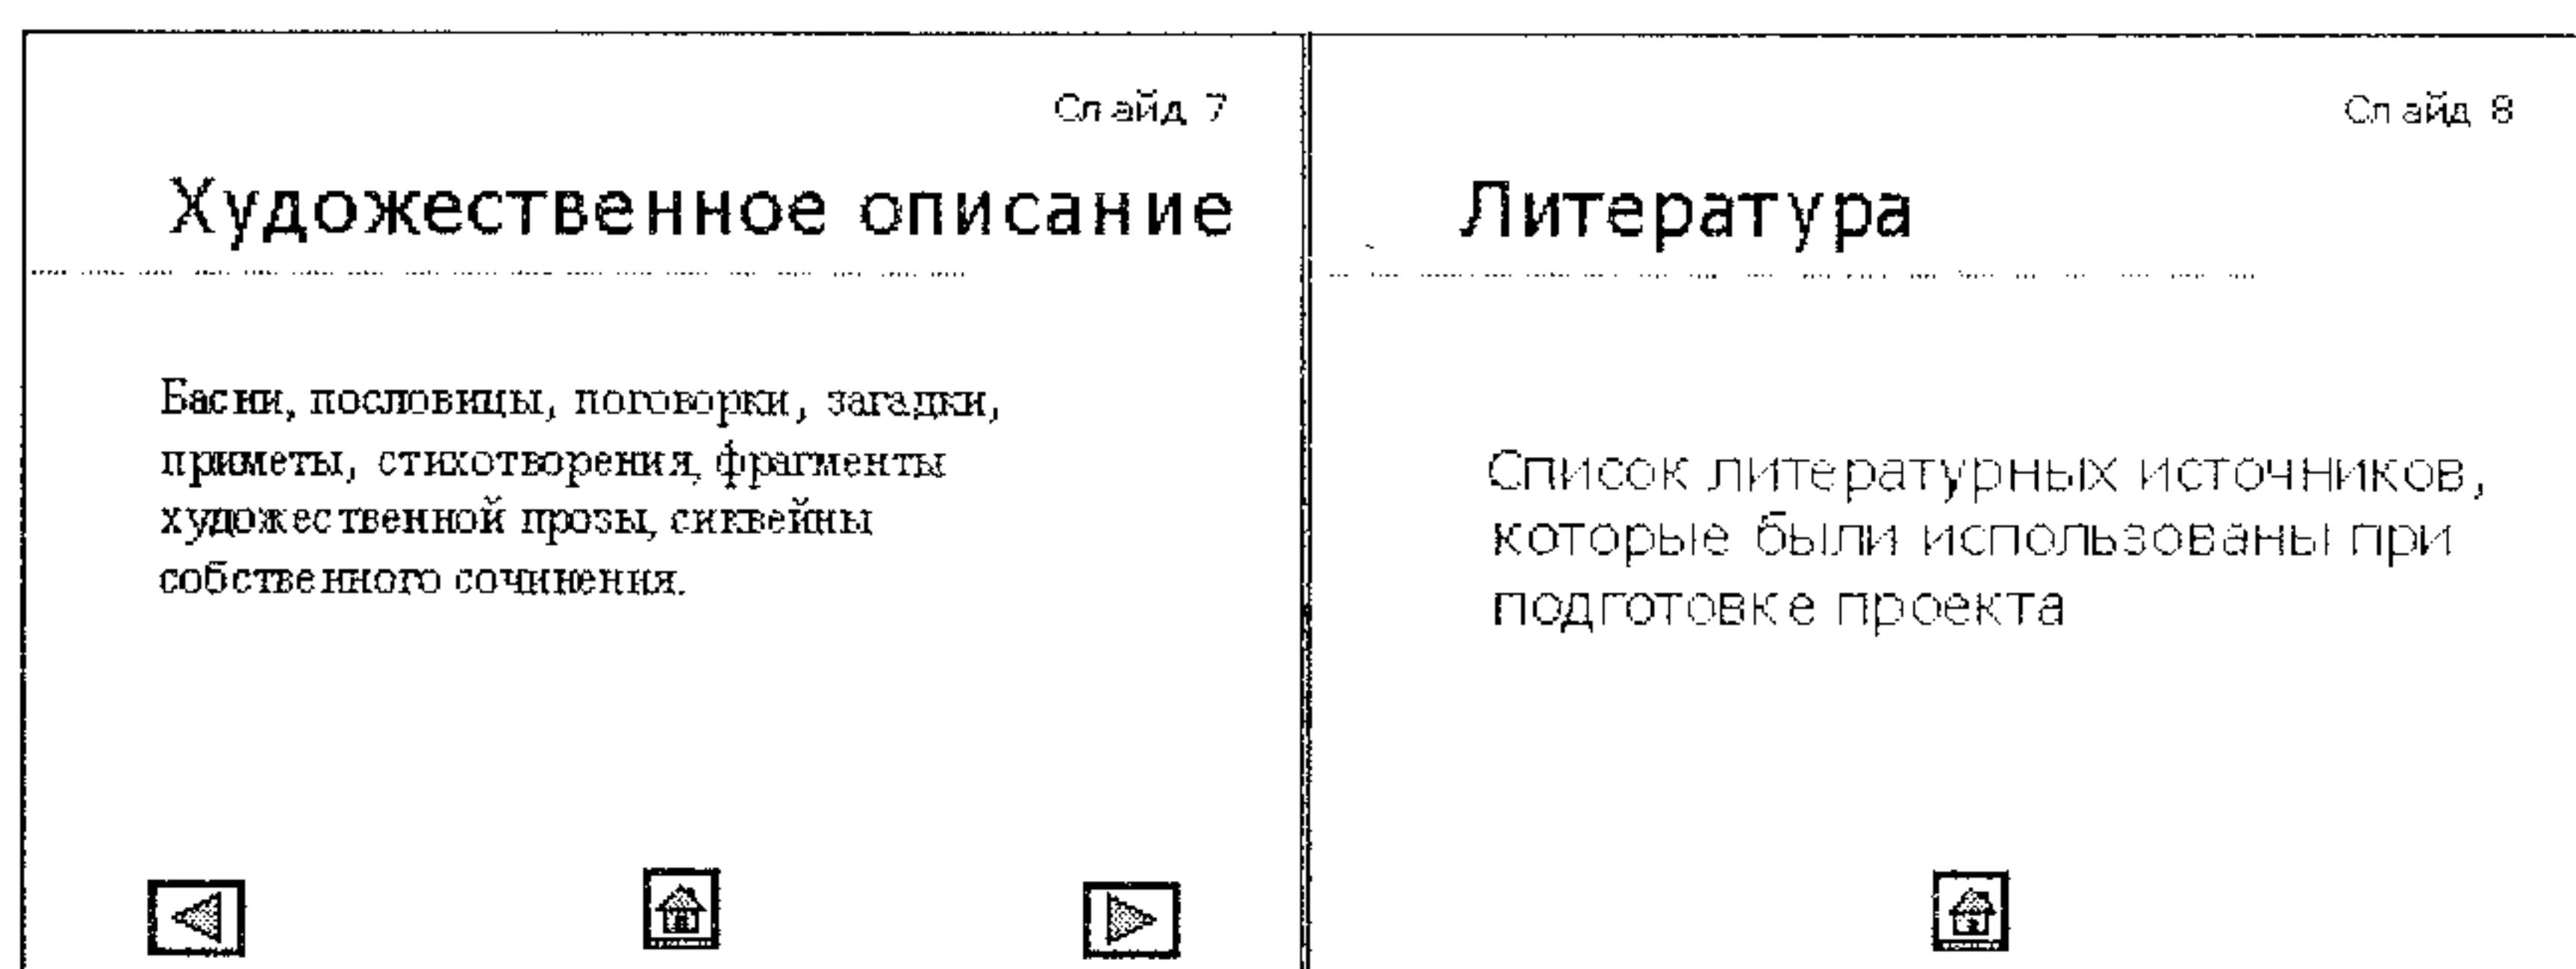 Слайд 7
Художественное описание
Басни, пословицы, поговорки, загадки,
приметы, стихотворения, фрагменты
художественной прозы, сиквейны
собственного сочинения.
Слайд 8
Литература
Список литературных источников,
которые были использованы при
подготовке проекта